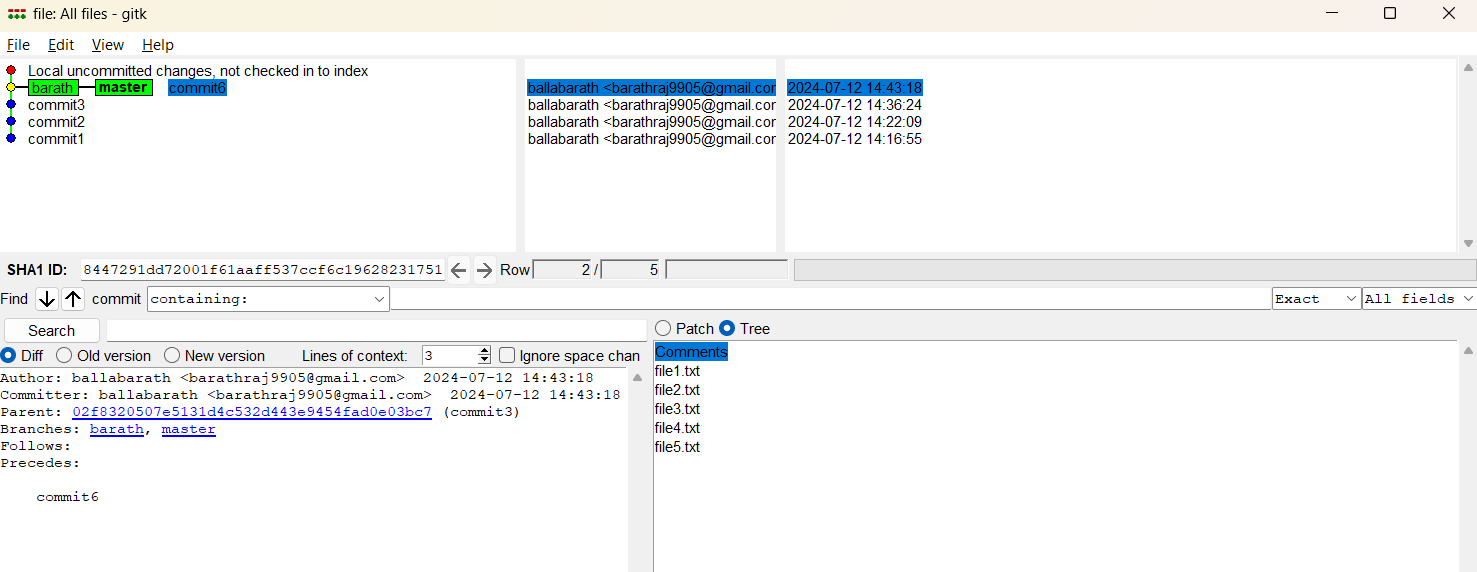 file: All files - gitk
File Edit View Help
Local uncommitted changes, not checked in to index
barath master commit6 ballabarath <barathraj9905@gmail.cor 2024-07-12 14:43:18
commit3 ballabarath <barathraj9905@gmail.cor 2024-07-12 14:36:24
commit2 ballabarath <barathraj9905@gmail.cor 2024-07-12 14:22:09
commit1 ballabarath <barathraj9905@gmail.cor 2024-07-12 14:16:55
SHA1 ID: 8447291dd72001f61aaff537ccf6c19628231751 Row 2 / 5
Find commit containing: Exact All fields
Search
Diff Old version New version Lines of context: 3 Ignore space chan
Author: ballabarath <barathraj9905@gmail.com> 2024-07-12 14:43:18
Committer: ballabarath <barathraj9905@gmail.com> 2024-07-12 14:43:18
Parent: 02f8320507e5131d4c532d443e9454fad0e03bc7 (commit3)
Branches: barath, master
Follows:
Precedes:
commit6
Patch Tree
Comments
file1.txt
file2.txt
file3.txt
file4.txt
file5.txt